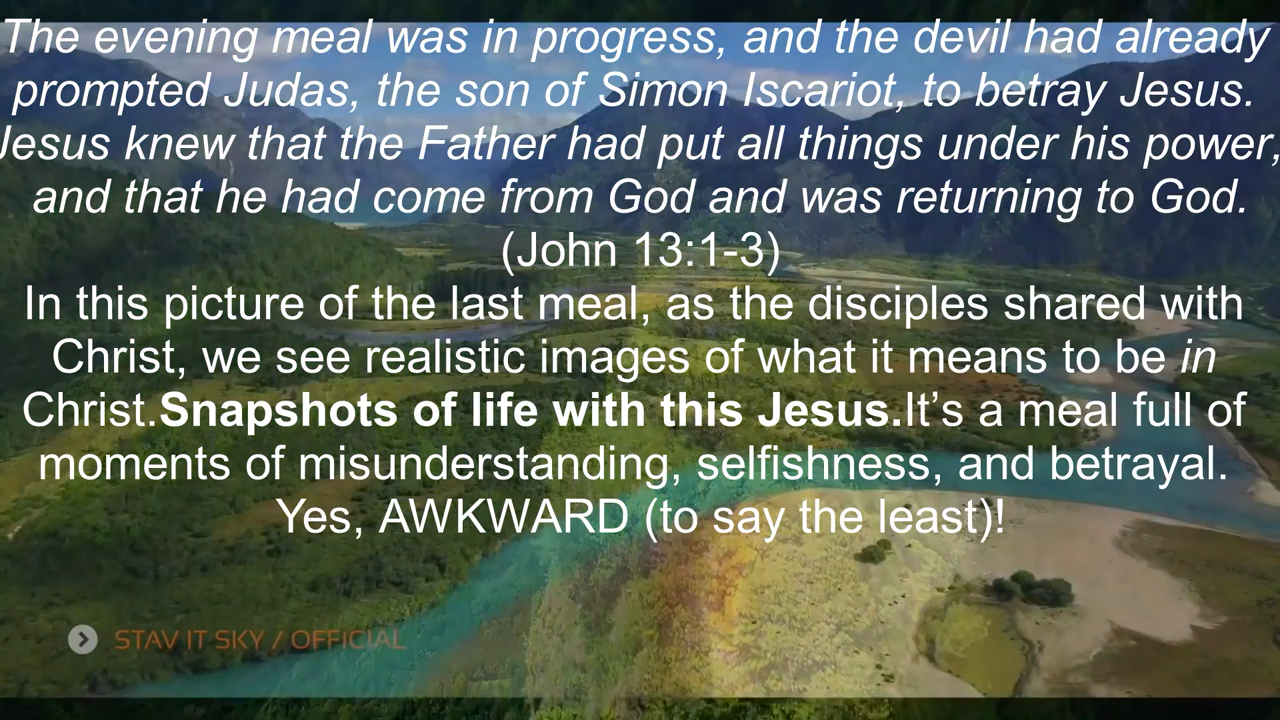 The evening meal was in progress, and the devil had already
prompted Judas, the son of Simon Iscariot, to betray Jesus.
Jesus knew that the Father had put all things under his power,
and that he had come from God and was returning to God.
(John 13:1-3)
In this picture of the last meal, as the disciples shared with
Christ, we see realistic images of what it means to be in
Christ.Snapshots of life with this Jesus.It’s a meal full of
moments of misunderstanding, selfishness, and betrayal.
Yes, AWKWARD (to say the least)!
STAV IT SKY / OFFICIAL